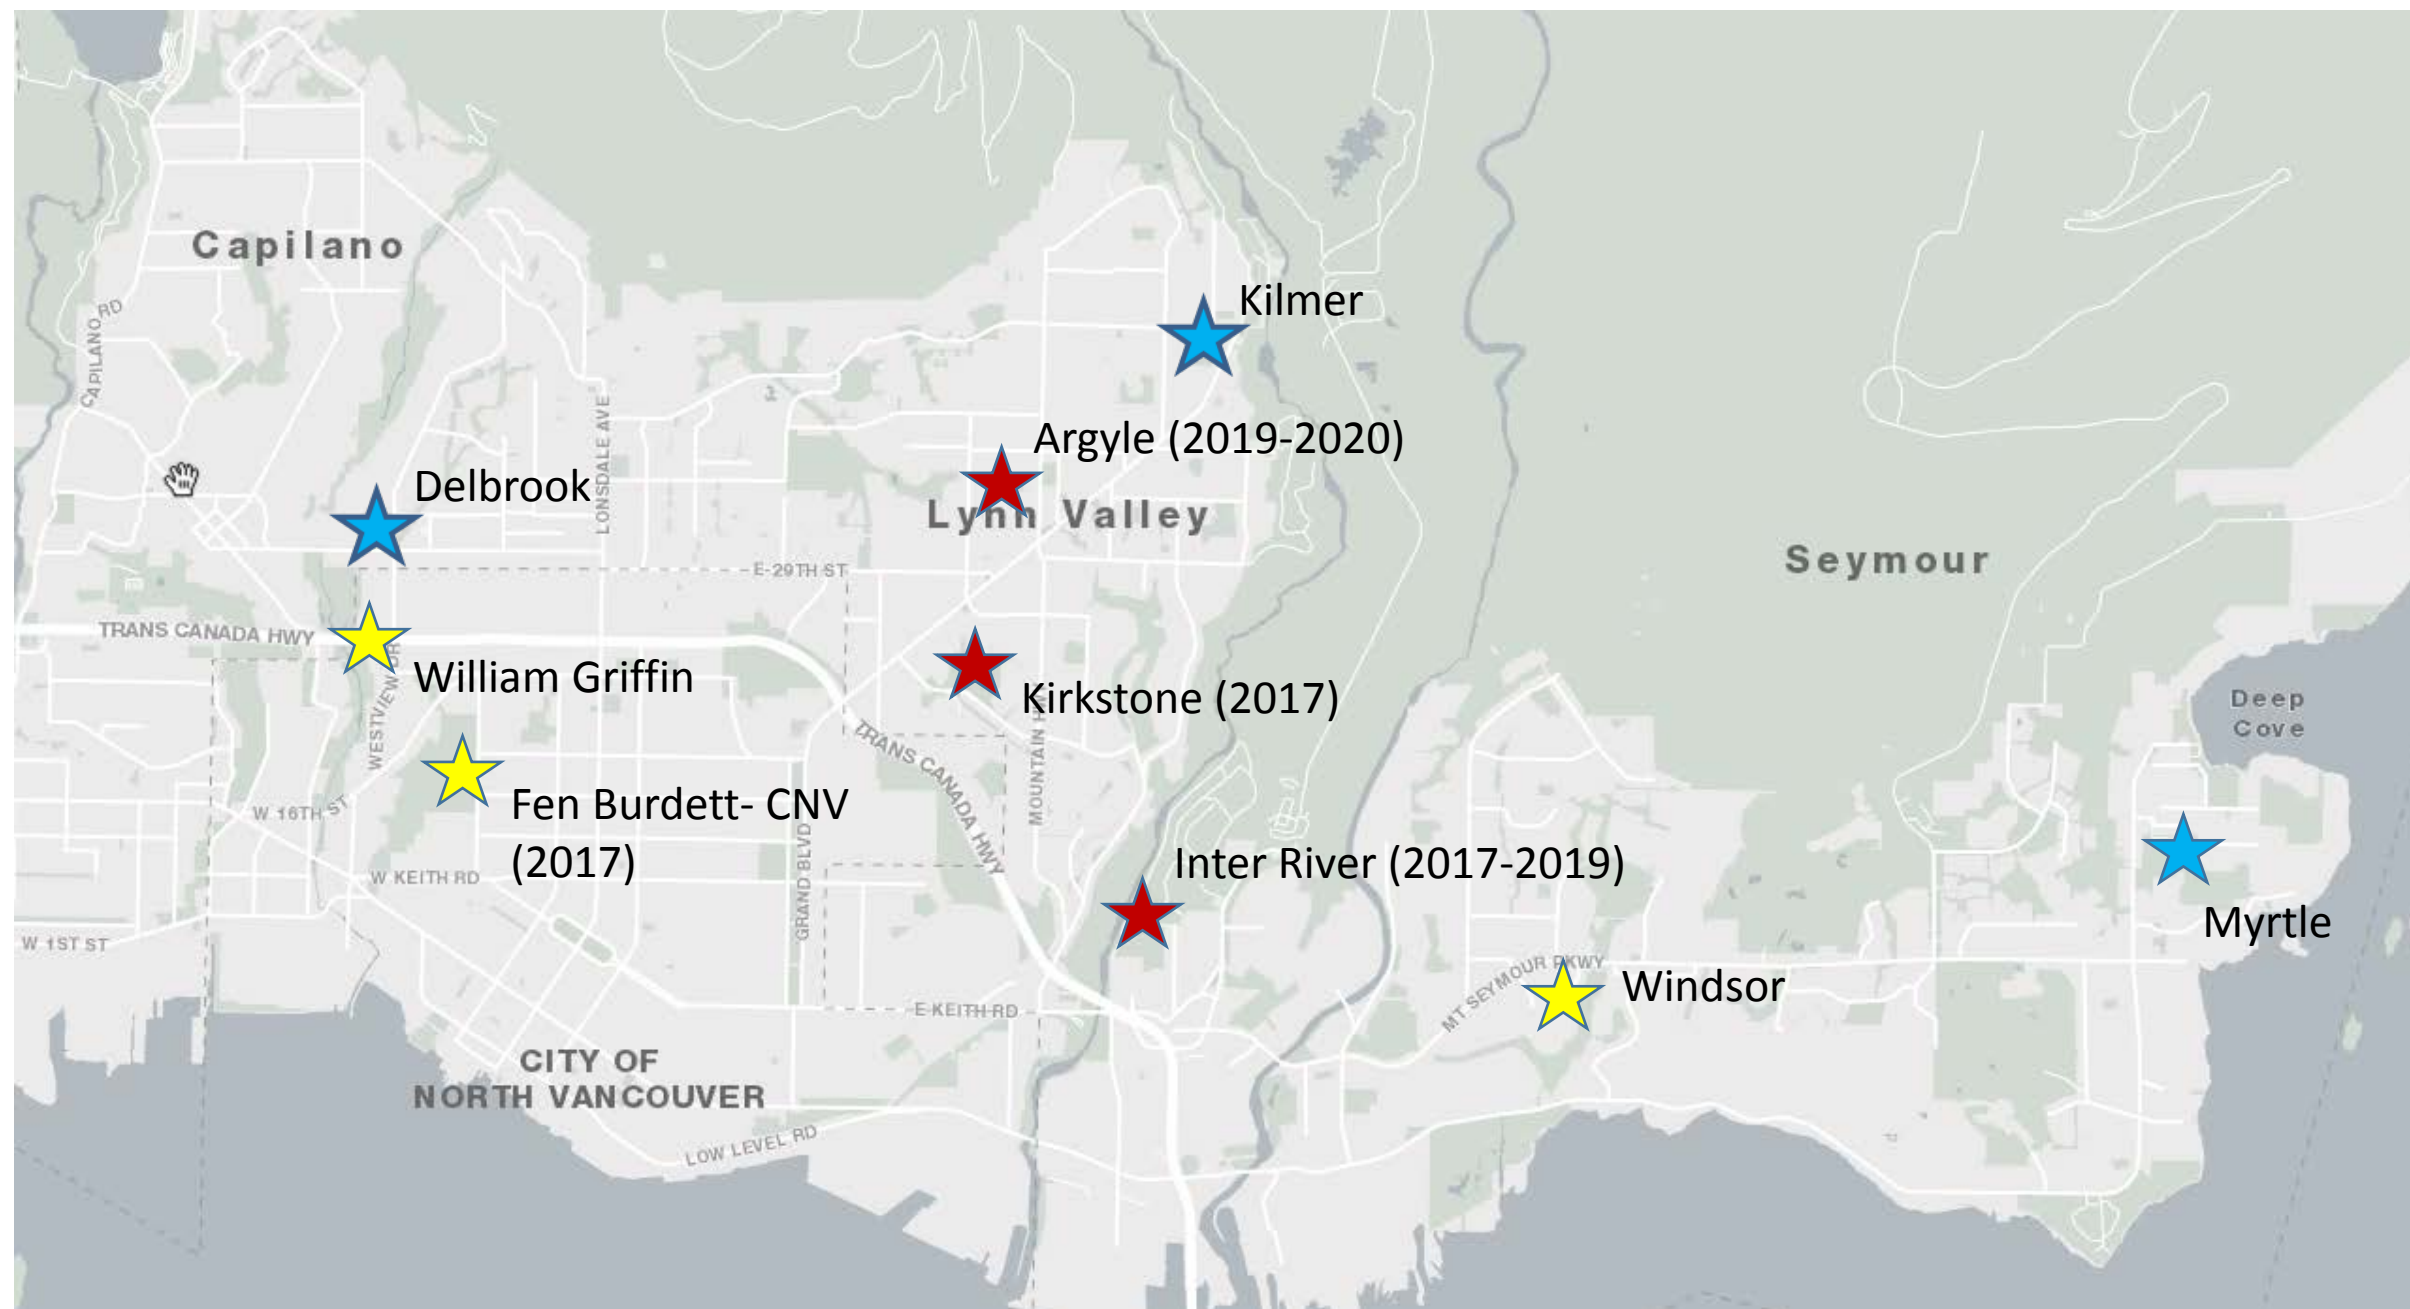 Capilano
Kilmer
CAPILANO RD
Argyle (2019-2020)
LONSDALE AVE
Delbrook
Lynn Valley
Seymour
E 29TH ST
TRANS CANADA HWY
William Griffin
WESTVIEW DR
Kirkstone (2017)
MOUNTAIN HWY
Deep
Cove
TRANS CANADA HWY
W 16TH ST
Fen Burdett- CNV
(2017)
GRAND BLVD
W KEITH RD
Inter River (2017-2019)
W 1ST ST
Myrtle
MT SEYMOUR PKWY
Windsor
E KEITH RD
CITY OF
NORTH VANCOUVER
LOW LEVEL RD